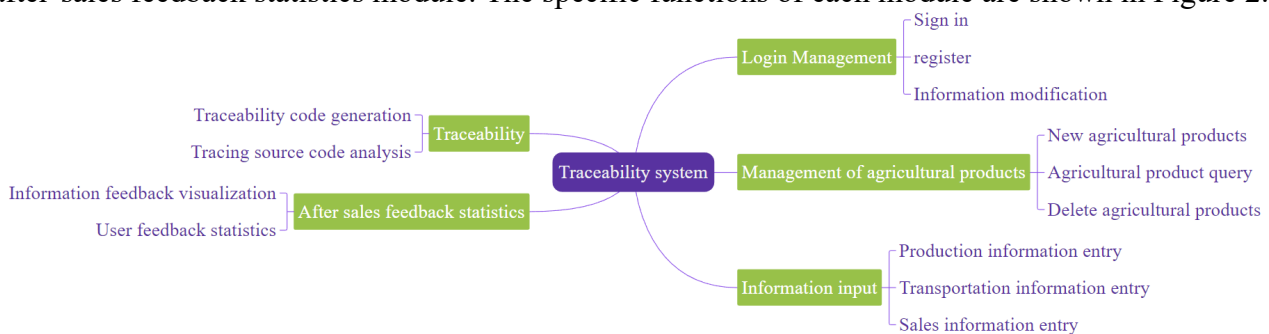 after-sales feedback statistics module. The specific functions of each module are shown in Figure 2.
Sign in
Login Management
register
Information modification
Traceability code generation
Traceability
Tracing source code analysis
New agricultural products
Traceability system
Management of agricultural products
Agricultural product query
Delete agricultural products
Information feedback visualization
After sales feedback statistics
User feedback statistics
Production information entry
Information input
Transportation information entry
Sales information entry